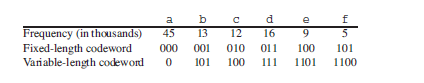 a b c d e f
Frequency (in thousands) 45 13 12 16 9 5
Fixed-length codeword 000 001 010 011 100 101
Variable-length codeword 0 101 100 111 1101 1100